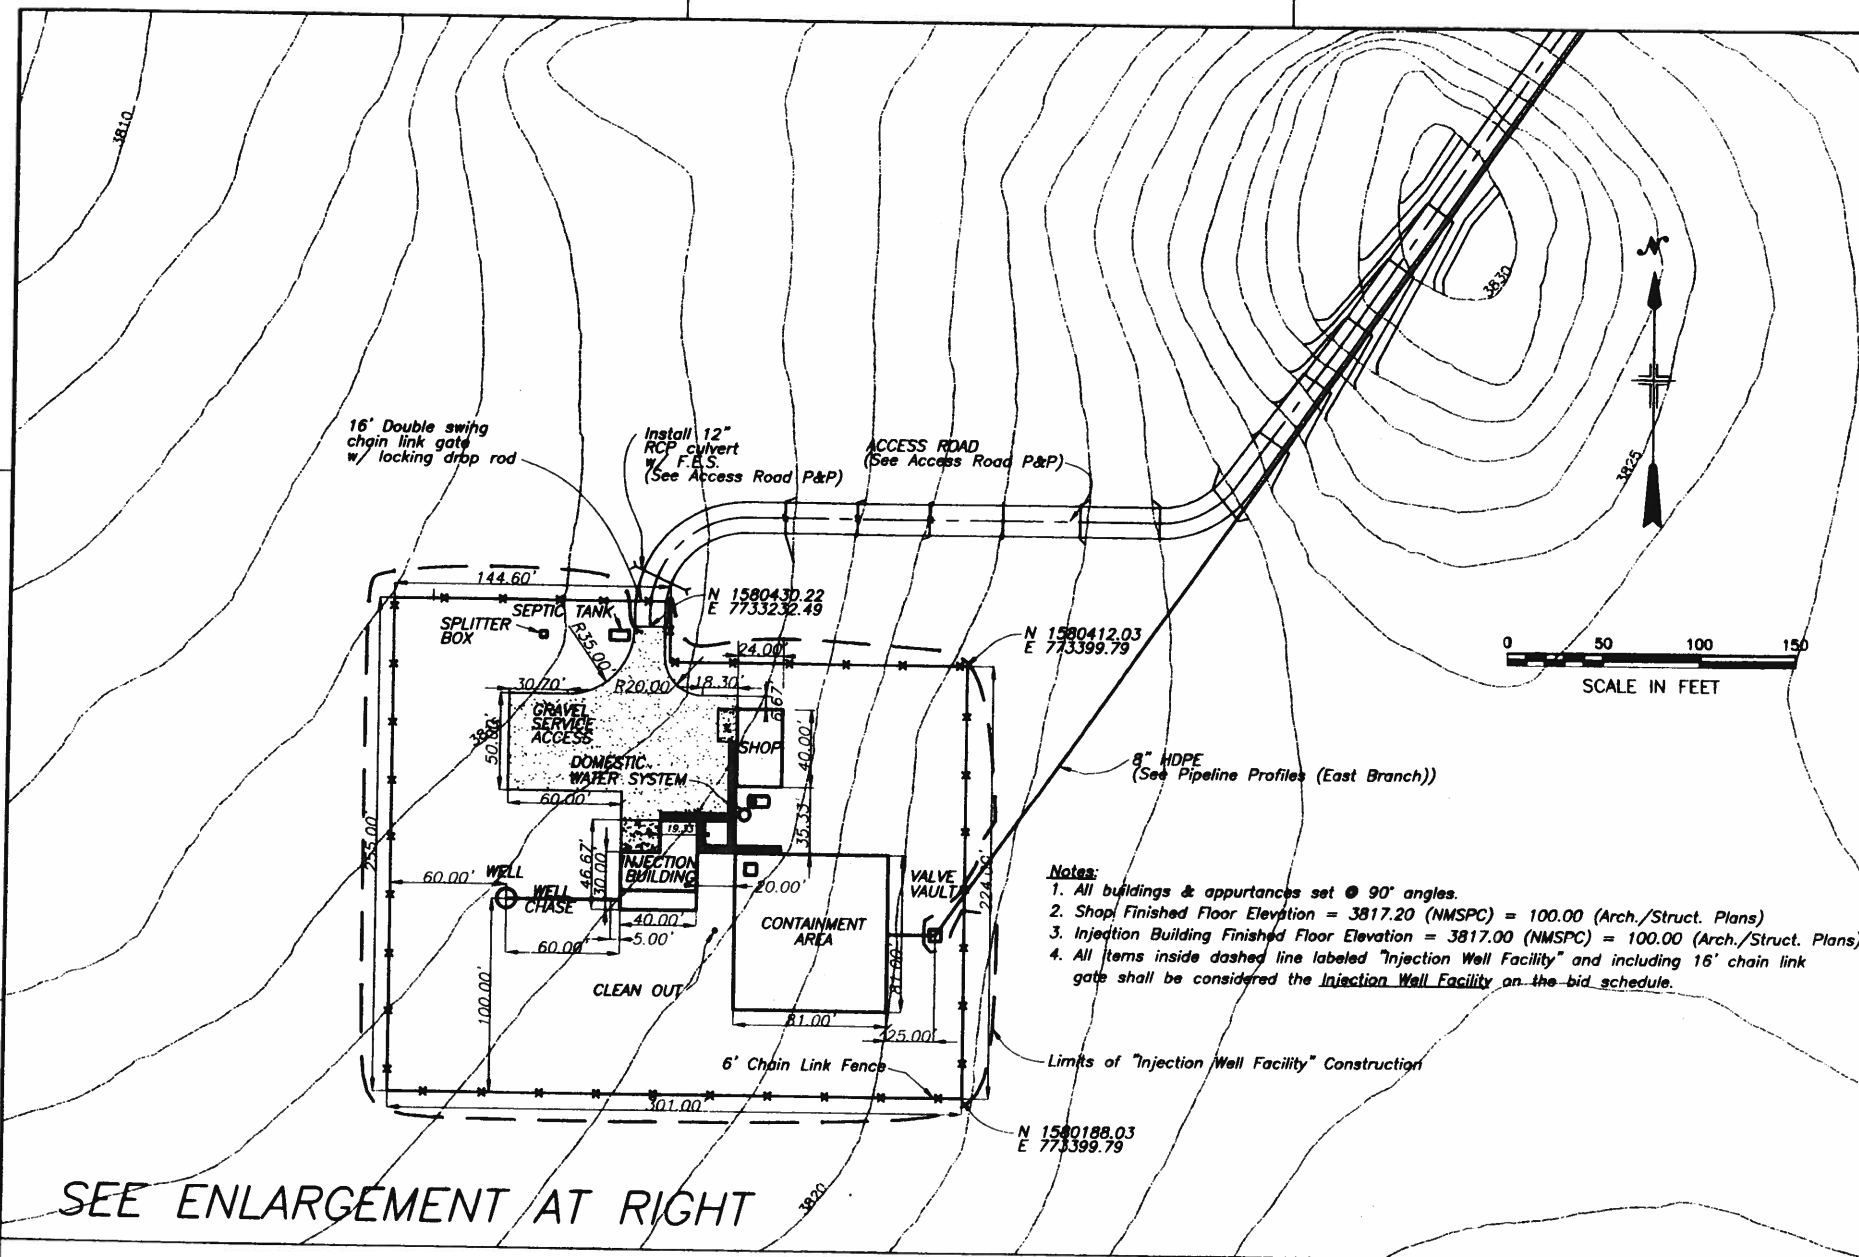 3810
3830
N
3825
16' Double swing
chain link gate
w/ locking drop rod
Install 12"
RCP culvert
w/ F.E.S.
(See Access Road P&P)
ACCESS ROAD
(See Access Road P&P)
144.60'
N 1580430.22
E 7733232.49
SEPTIC TANK
SPLITTER
BOX
R35.00'
N 1580412.03
E 773399.79
24.00'
0 50 100 150
SCALE IN FEET
30.70'
R20.00'
18.30'
6.67'
GRAVEL
SERVICE
ACCESS
50.00'
SHOP
40.00'
DOMESTIC
WATER SYSTEM
60.00'
8" HDPE
(See Pipeline Profiles (East Branch))
19.33'
35.33'
255.00'
46.67'
30.00'
INJECTION
BUILDING
60.00'
WELL
WELL
CHASE
20.00'
VALVE
VAULT
224.00'
40.00'
5.00'
60.00'
CONTAINMENT
AREA
81.00'
100.00'
CLEAN OUT
81.00'
25.00'
Notes:
1. All buildings & appurtances set @ 90° angles.
2. Shop Finished Floor Elevation = 3817.20 (NMSPC) = 100.00 (Arch./Struct. Plans)
3. Injection Building Finished Floor Elevation = 3817.00 (NMSPC) = 100.00 (Arch./Struct. Plans)
4. All items inside dashed line labeled "Injection Well Facility" and including 16' chain link
gate shall be considered the Injection Well Facility on the bid schedule.
6' Chain Link Fence
Limits of "Injection Well Facility" Construction
301.00'
N 1580188.03
E 773399.79
SEE ENLARGEMENT AT RIGHT
3820